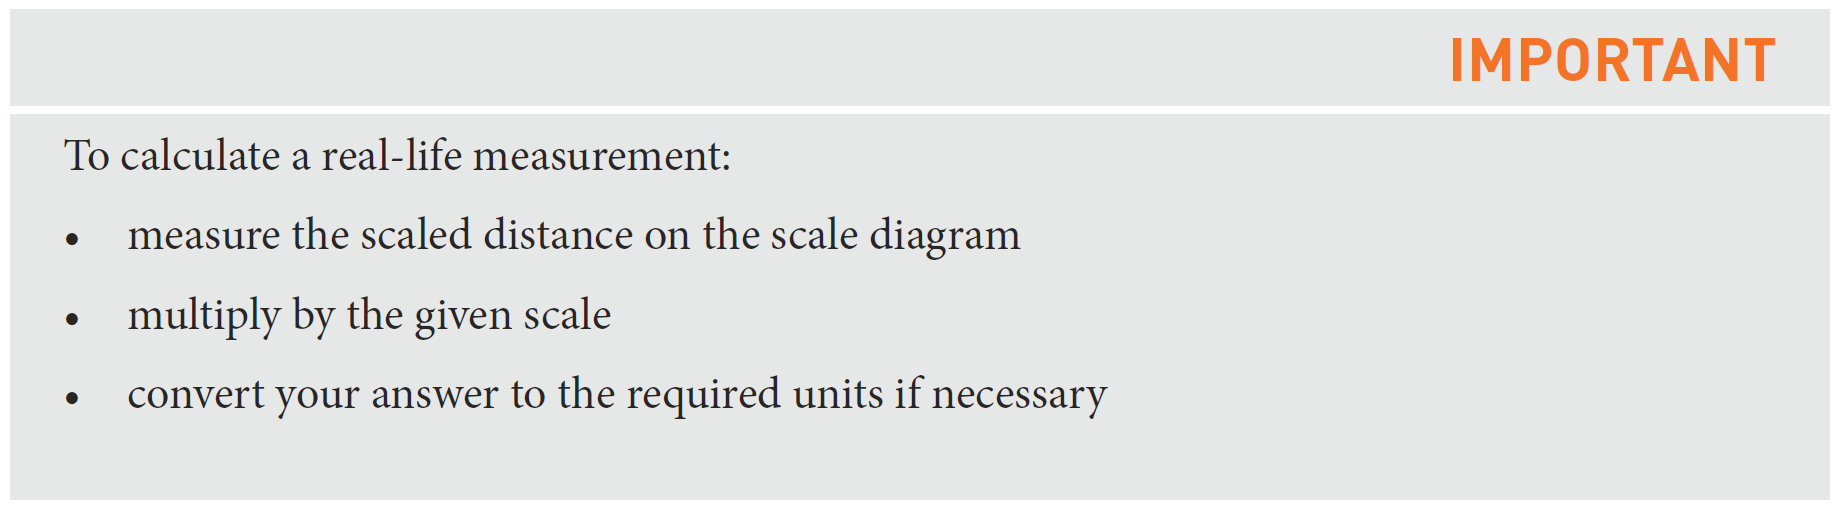 IMPORTANT
To calculate a real-life measurement:
• measure the scaled distance on the scale diagram
• multiply by the given scale
• convert your answer to the required units if necessary